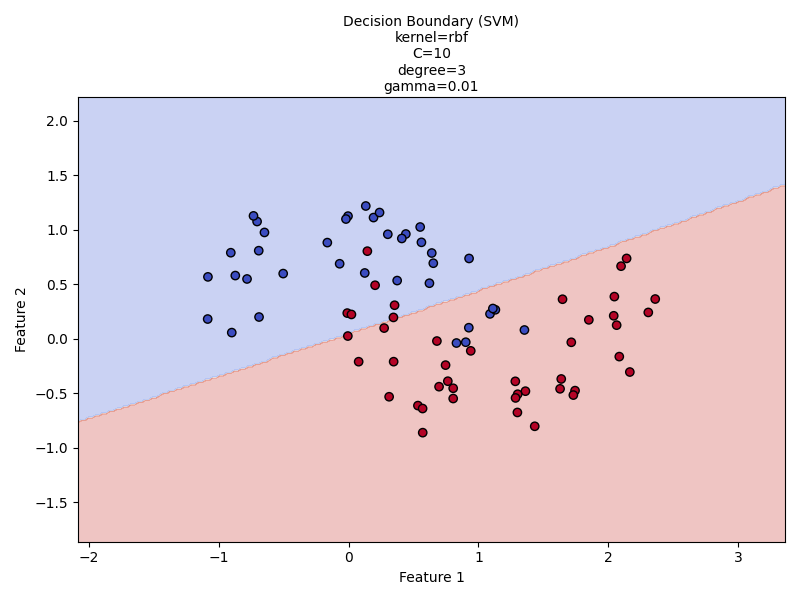 Decision Boundary (SVM)
kernel=rbf
C=10
degree=3
gamma=0.01
2.0
1.5
1.0
0.5
0.0
−0.5
−1.0
−1.5
Feature 2
−2
−1
0
1
2
3
Feature 1